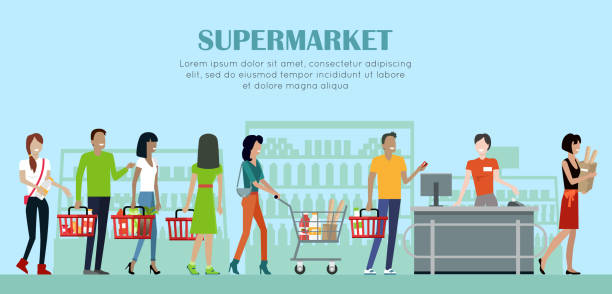 SUPERMARKET
Lorem ipsum dolor sit amet, consectetur adipiscing
elit, sed do eiusmod tempor incididunt ut labore
et dolore magna aliqua